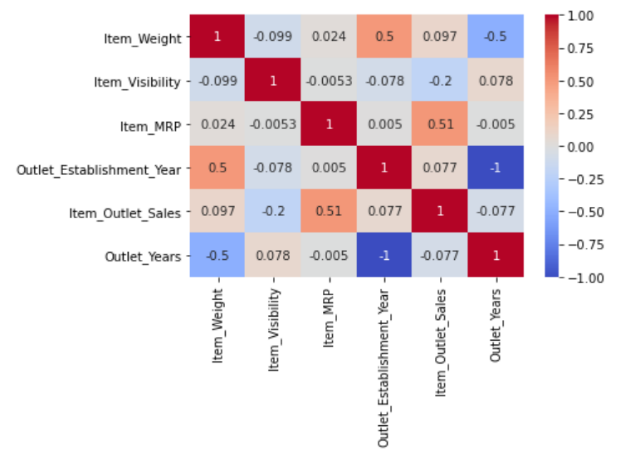 Item_Weight 1 -0.099 0.024 0.5 0.097 -0.5
Item_Visibility -0.099 1 -0.0053 -0.078 -0.2 0.078
Item_MRP 0.024 -0.0053 1 0.005 0.51 -0.005
Outlet_Establishment_Year 0.5 -0.078 0.005 1 0.077 -1
Item_Outlet_Sales 0.097 -0.2 0.51 0.077 1 -0.077
Outlet_Years -0.5 0.078 -0.005 -1 -0.077 1
Item_Weight
Item_Visibility
Item_MRP
Outlet_Establishment_Year
Item_Outlet_Sales
Outlet_Years
1.00
0.75
0.50
0.25
0.00
−0.25
−0.50
−0.75
−1.00